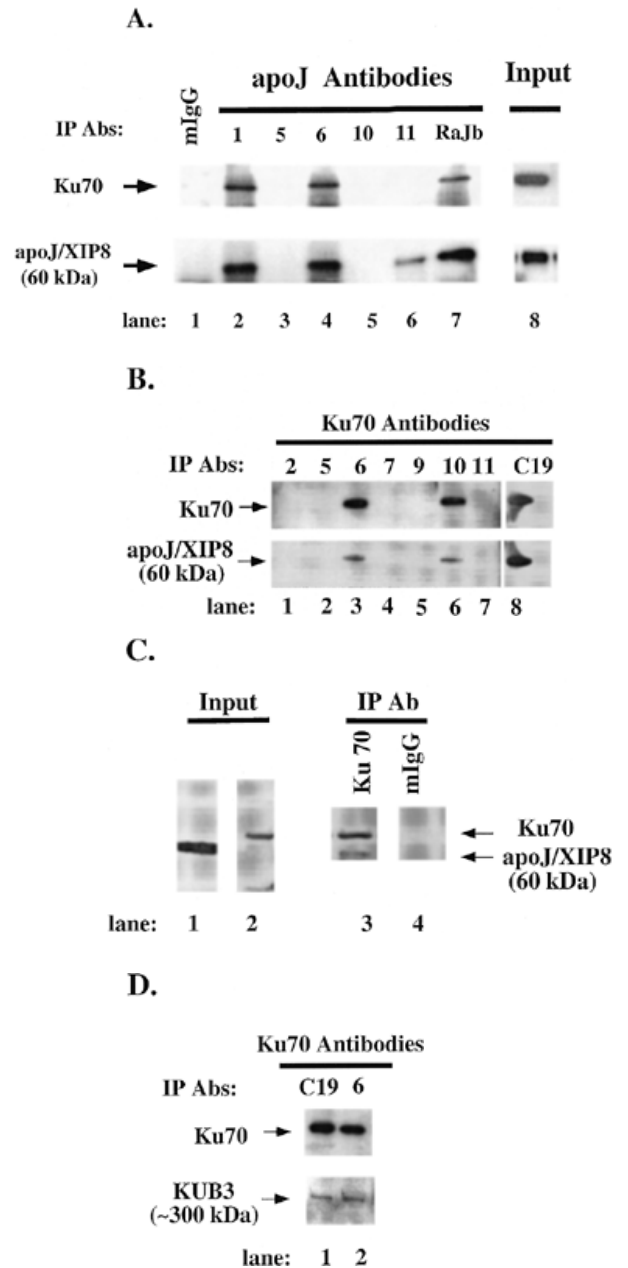 A.
apoJ Antibodies
Input
IP Abs:
mIgG
1 5 6 10 11 RaJb
Ku70
apoJ/XIP8
(60 kDa)
lane: 1 2 3 4 5 6 7 8
B.
Ku70 Antibodies
IP Abs: 2 5 6 7 9 10 11 C19
Ku70
apoJ/XIP8
(60 kDa)
lane: 1 2 3 4 5 6 7 8
C.
Input
IP Ab
Ku 70
mIgG
Ku70
apoJ/XIP8
(60 kDa)
lane: 1 2 3 4
D.
Ku70 Antibodies
IP Abs: C19 6
Ku70
KUB3
(~300 kDa)
lane: 1 2